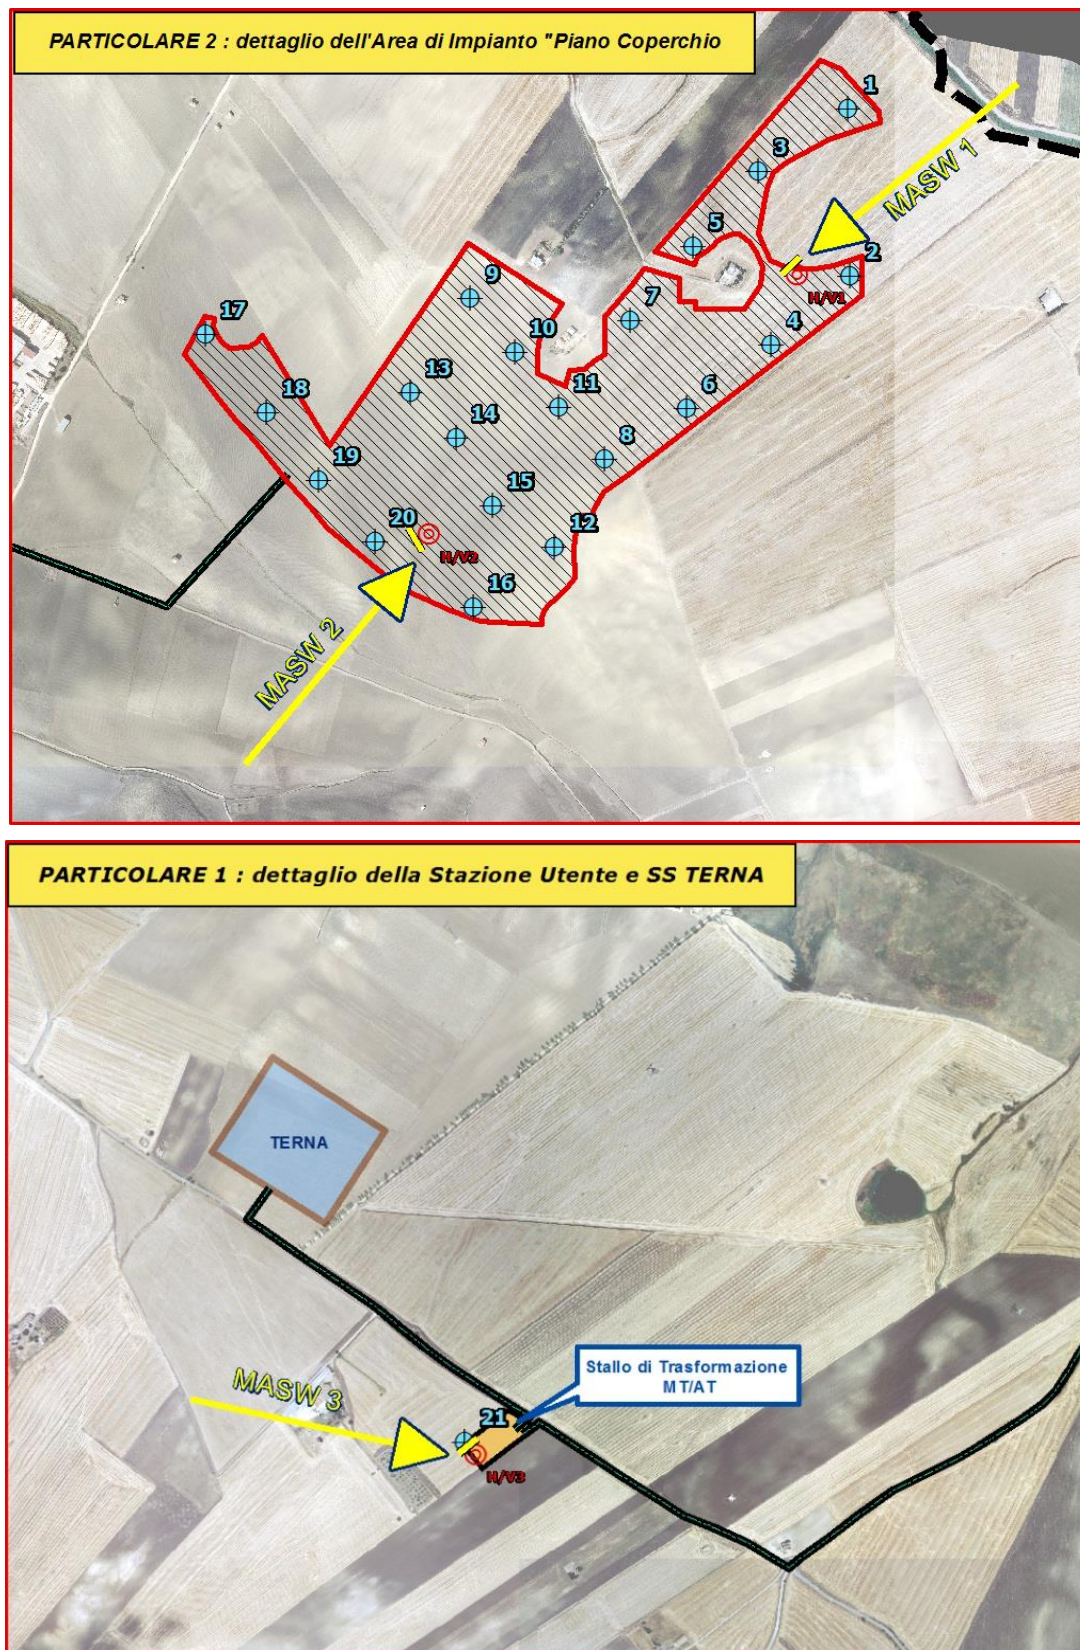 PARTICOLARE 2 : dettaglio dell'Area di Impianto "Piano Coperchio
1
3
MASW 1
5
2
H/V1
9
7
17
10
4
13
11
6
18
14
8
19
15
20
12
H/V2
16
MASW 2
PARTICOLARE 1 : dettaglio della Stazione Utente e SS TERNA
TERNA
Stallo di Trasformazione
MT/AT
MASW 3
21
H/V3